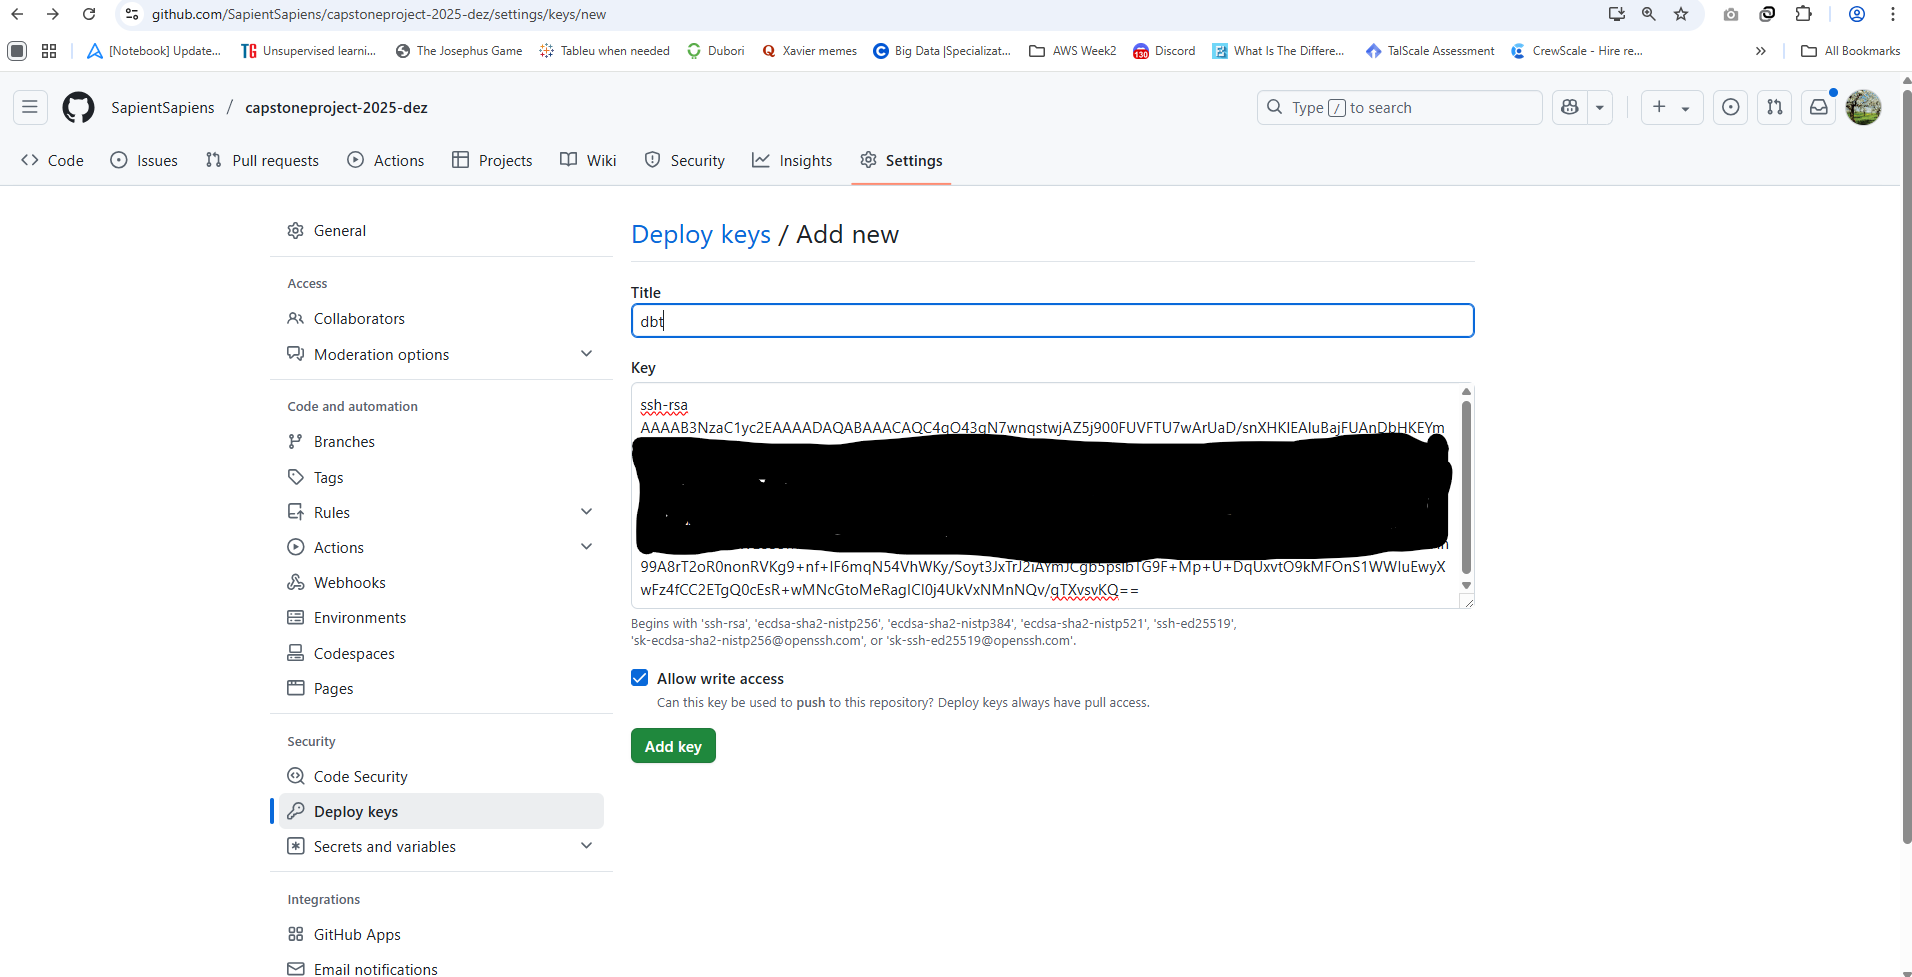 github.com/SapientSapiens/capstoneproject-2025-dez/settings/keys/new
[Notebook] Update... Unsupervised learni... The Josephus Game Tableu when needed Dubori Xavier memes Big Data |Specializat... AWS Week2 130 Discord What Is The Differe... TalScale Assessment CrewScale - Hire re... » All Bookmarks
SapientSapiens / capstoneproject-2025-dez
Type / to search
Code Issues Pull requests Actions Projects Wiki Security Insights Settings
General
Access
Collaborators
Moderation options
Code and automation
Branches
Tags
Rules
Actions
Webhooks
Environments
Codespaces
Pages
Security
Code Security
Deploy keys
Secrets and variables
Integrations
GitHub Apps
Email notifications
Deploy keys / Add new
Title
dbt
Key
ssh-rsa
AAAAB3NzaC1yc2EAAAADAQABAAACAQC4gO43gN7wnqstwjAZ5j900FUVFTU7wArUaD/snXHKlEAluBajFUAnDbHKEYm
99A8rT2oR0nonRVKg9+nf+IF6mqN54VhWKy/Soyt3JxTrJ2iAYmJCgb5pslbTG9F+Mp+U+DqUxvtO9kMFOnS1WWIuEwyX
wFz4fCC2ETgQ0cEsR+wMNcGtoMeRagICl0j4UkVxNMnNQv/gTXvsvKQ==
Begins with 'ssh-rsa', 'ecdsa-sha2-nistp256', 'ecdsa-sha2-nistp384', 'ecdsa-sha2-nistp521', 'ssh-ed25519',
'sk-ecdsa-sha2-nistp256@openssh.com', or 'sk-ssh-ed25519@openssh.com'.
Allow write access
Can this key be used to push to this repository? Deploy keys always have pull access.
Add key